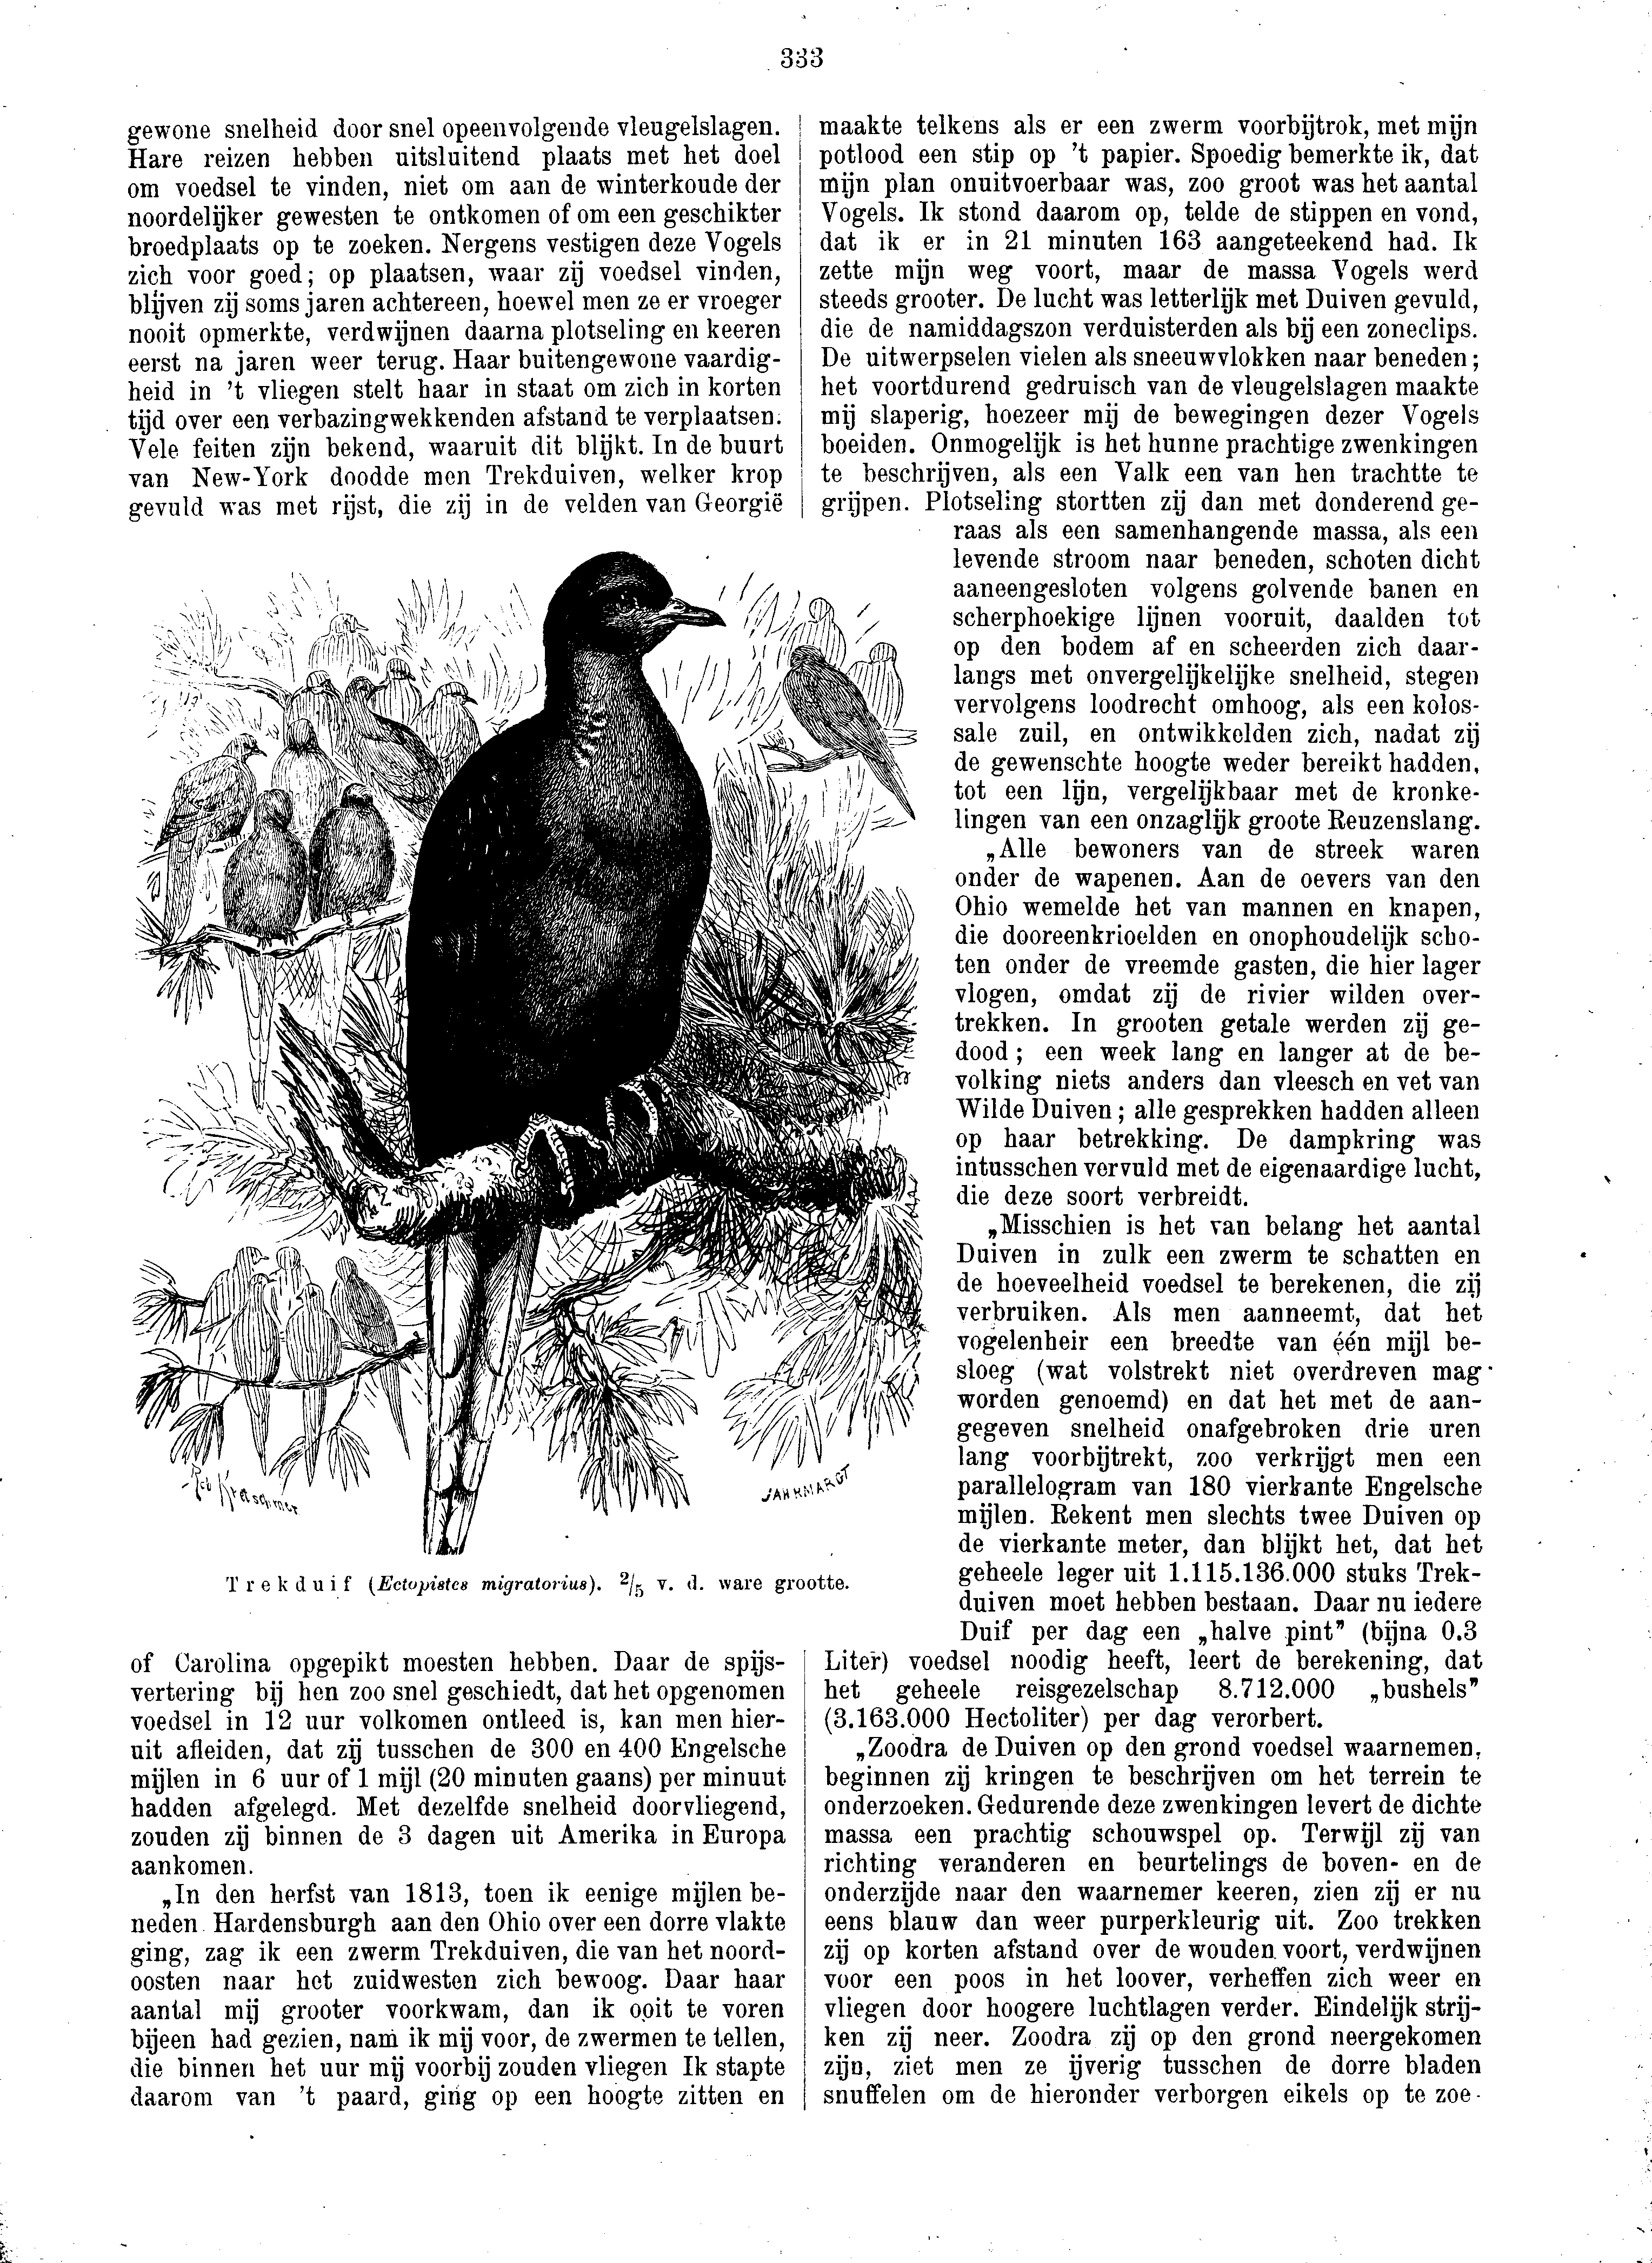 333
gewone snelheid door snel opeenvolgende vleugelslagen.
Hare reizen hebben uitsluitend plaats met het doel
om voedsel te vinden, niet om aan de winterkoude der
noordelijker gewesten te ontkomen of om een geschikter
broedplaats op te zoeken. Nergens vestigen deze Vogels
zich voor goed; op plaatsen, waar zij voedsel vinden,
blijven zij soms jaren achtereen, hoewel men ze er vroeger
nooit opmerkte, verdwijnen daarna plotseling en keeren
eerst na jaren weer terug. Haar buitengewone vaardig-
heid in 't vliegen stelt haar in staat om zich in korten
tijd over een verbazingwekkenden afstand te verplaatsen.
Vele feiten zijn bekend, waaruit dit blijkt. In de buurt
van New-York doodde men Trekduiven, welker krop
gevuld was met rijst, die zij in de velden van Georgië
Rob Kretschmer
JAHRMARGT
Trekduif (Ectopistes migratorius). 2/5 v. d. ware grootte.
of Carolina opgepikt moesten hebben. Daar de spijs-
vertering bij hen zoo snel geschiedt, dat het opgenomen
voedsel in 12 uur volkomen ontleed is, kan men hier-
uit afleiden, dat zij tusschen de 300 en 400 Engelsche
mijlen in 6 uur of 1 mijl (20 minuten gaans) per minuut
hadden afgelegd. Met dezelfde snelheid doorvliegend,
zouden zij binnen de 3 dagen uit Amerika in Europa
aankomen.
„In den herfst van 1813, toen ik eenige mijlen be-
neden Hardensburgh aan den Ohio over een dorre vlakte
ging, zag ik een zwerm Trekduiven, die van het noord-
oosten naar het zuidwesten zich bewoog. Daar haar
aantal mij grooter voorkwam, dan ik ooit te voren
bijeen had gezien, nam ik mij voor, de zwermen te tellen,
die binnen het uur mij voorbij zouden vliegen Ik stapte
daarom van 't paard, ging op een hoogte zitten en
maakte telkens als er een zwerm voorbijtrok, met mijn
potlood een stip op 't papier. Spoedig bemerkte ik, dat
mijn plan onuitvoerbaar was, zoo groot was het aantal
Vogels. Ik stond daarom op, telde de stippen en vond,
dat ik er in 21 minuten 163 aangeteekend had. Ik
zette mijn weg voort, maar de massa Vogels werd
steeds grooter. De lucht was letterlijk met Duiven gevuld,
die de namiddagszon verduisterden als bij een zoneclips.
De uitwerpselen vielen als sneeuwvlokken naar beneden;
het voortdurend gedruisch van de vleugelslagen maakte
mij slaperig, hoezeer mij de bewegingen dezer Vogels
boeiden. Onmogelijk is het hunne prachtige zwenkingen
te beschrijven, als een Valk een van hen trachtte te
grijpen. Plotseling stortten zij dan met donderend ge-
raas als een samenhangende massa, als een
levende stroom naar beneden, schoten dicht
aaneengesloten volgens golvende banen en
scherphoekige lijnen vooruit, daalden tot
op den bodem af en scheerden zich daar-
langs met onvergelijkelijke snelheid, stegen
vervolgens loodrecht omhoog, als een kolos-
sale zuil, en ontwikkelden zich, nadat zij
de gewenschte hoogte weder bereikt hadden,
tot een lijn, vergelijkbaar met de kronke-
lingen van een onzaglijk groote Reuzenslang.
„Alle bewoners van de streek waren
onder de wapenen. Aan de oevers van den
Ohio wemelde het van mannen en knapen,
die dooreenkrioelden en onophoudelijk scho-
ten onder de vreemde gasten, die hier lager
vlogen, omdat zij de rivier wilden over-
trekken. In grooten getale werden zij ge-
dood; een week lang en langer at de be-
volking niets anders dan vleesch en vet van
Wilde Duiven; alle gesprekken hadden alleen
op haar betrekking. De dampkring was
intusschen vervuld met de eigenaardige lucht,
die deze soort verbreidt.
„Misschien is het van belang het aantal
Duiven in zulk een zwerm te schatten en
de hoeveelheid voedsel te berekenen, die zij
verbruiken. Als men aanneemt, dat het
vogelenheir een breedte van één mijl be-
sloeg (wat volstrekt niet overdreven mag
worden genoemd) en dat het met de aan-
gegeven snelheid onafgebroken drie uren
lang voorbijtrekt, zoo verkrijgt men een
parallelogram van 180 vierkante Engelsche
mijlen. Rekent men slechts twee Duiven op
de vierkante meter, dan blijkt het, dat het
geheele leger uit 1.115.136.000 stuks Trek-
duiven moet hebben bestaan. Daar nu iedere
Duif per dag een „halve pint” (bijna 0.3
Liter) voedsel noodig heeft, leert de berekening, dat
het geheele reisgezelschap 8.712.000 „bushels”
(3.163.000 Hectoliter) per dag verorbert.
„Zoodra de Duiven op den grond voedsel waarnemen,
beginnen zij kringen te beschrijven om het terrein te
onderzoeken. Gedurende deze zwenkingen levert de dichte
massa een prachtig schouwspel op. Terwijl zij van
richting veranderen en beurtelings de boven- en de
onderzijde naar den waarnemer keeren, zien zij er nu
eens blauw dan weer purperkleurig uit. Zoo trekken
zij op korten afstand over de wouden voort, verdwijnen
voor een poos in het loover, verheffen zich weer en
vliegen door hoogere luchtlagen verder. Eindelijk strij-
ken zij neer. Zoodra zij op den grond neergekomen
zijn, ziet men ze ijverig tusschen de dorre bladen
snuffelen om de hieronder verborgen eikels op te zoe-